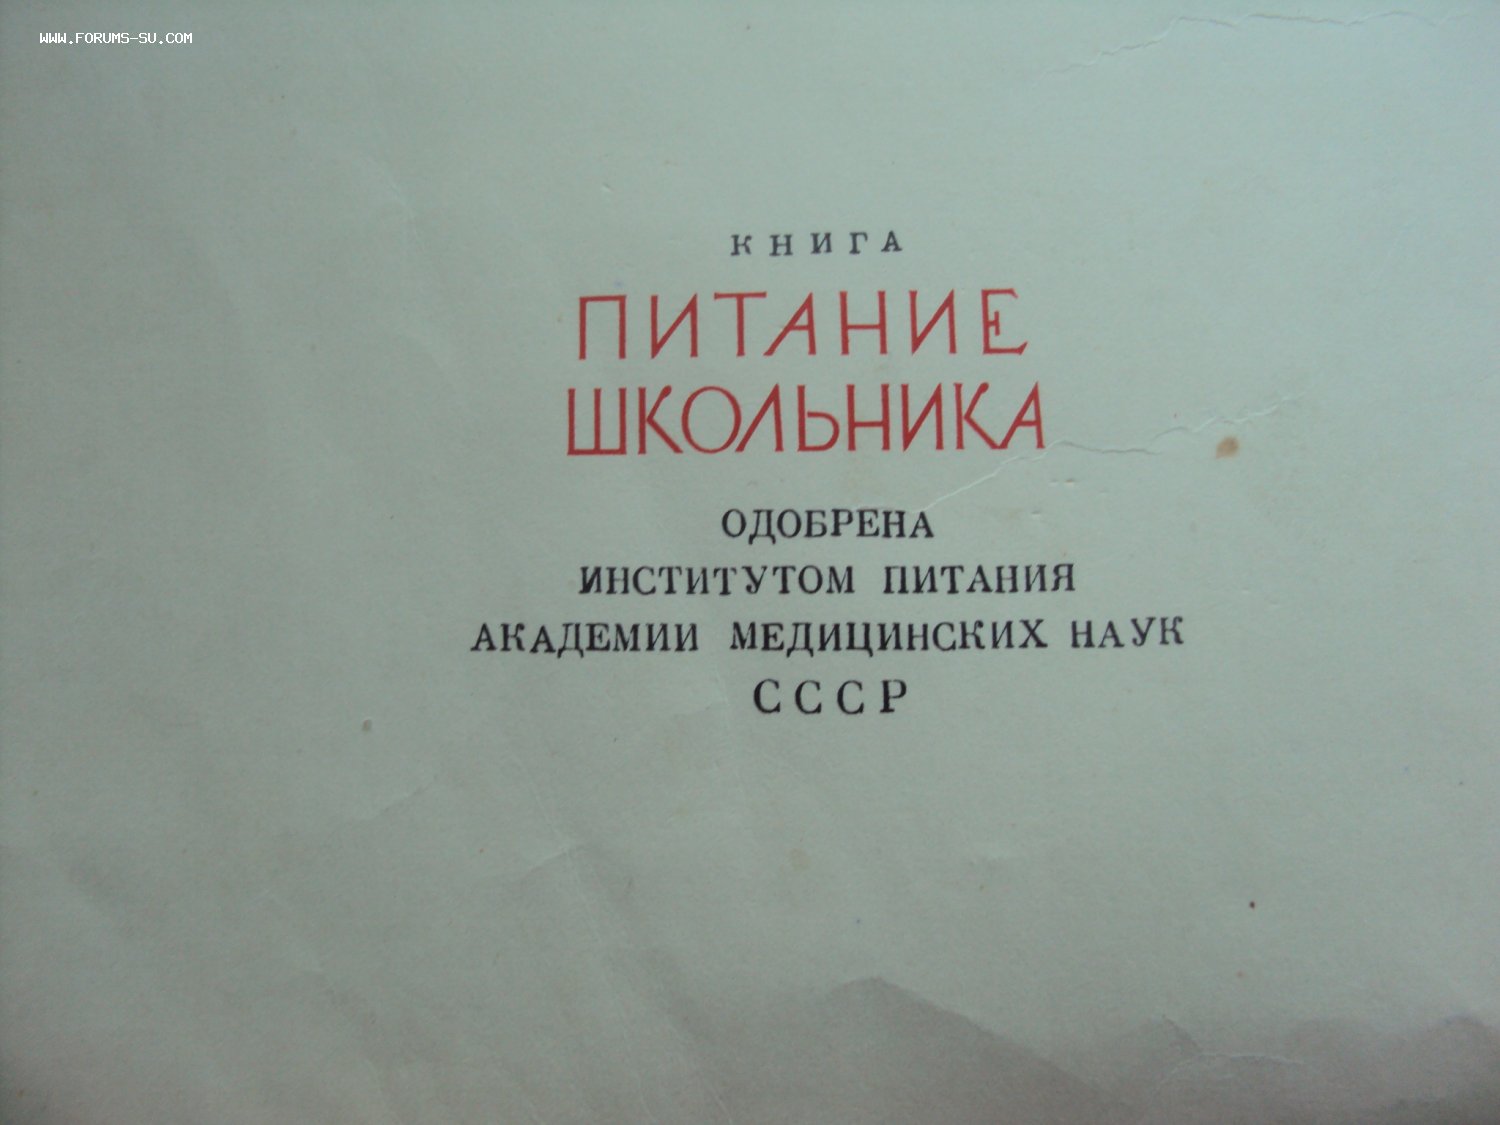 WWW.FORUMS-SU.COM
КНИГА
ПИТАНИЕ
ШКОЛЬНИКА
ОДОБРЕНА
ИНСТИТУТОМ ПИТАНИЯ
АКАДЕМИИ МЕДИЦИНСКИХ НАУК
СССР